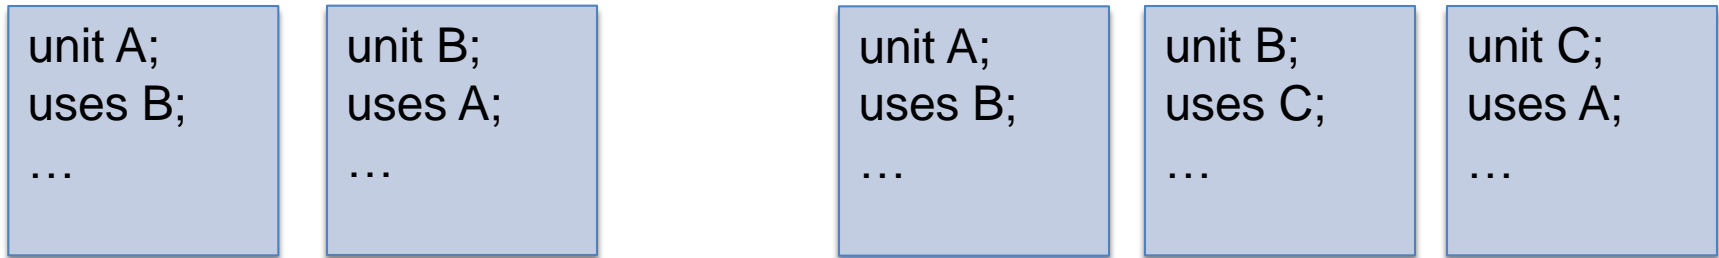 unit A;
uses B;
…
unit B;
uses A;
…
unit A;
uses B;
…
unit B;
uses C;
…
unit C;
uses A;
…